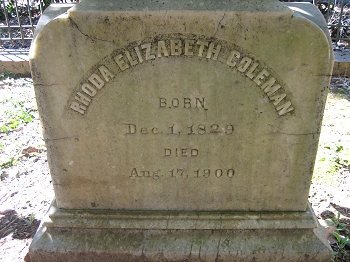 RHODA ELIZABETH COLEMAN
BORN
Dec. 1, 1829
DIED
Aug. 17, 1900